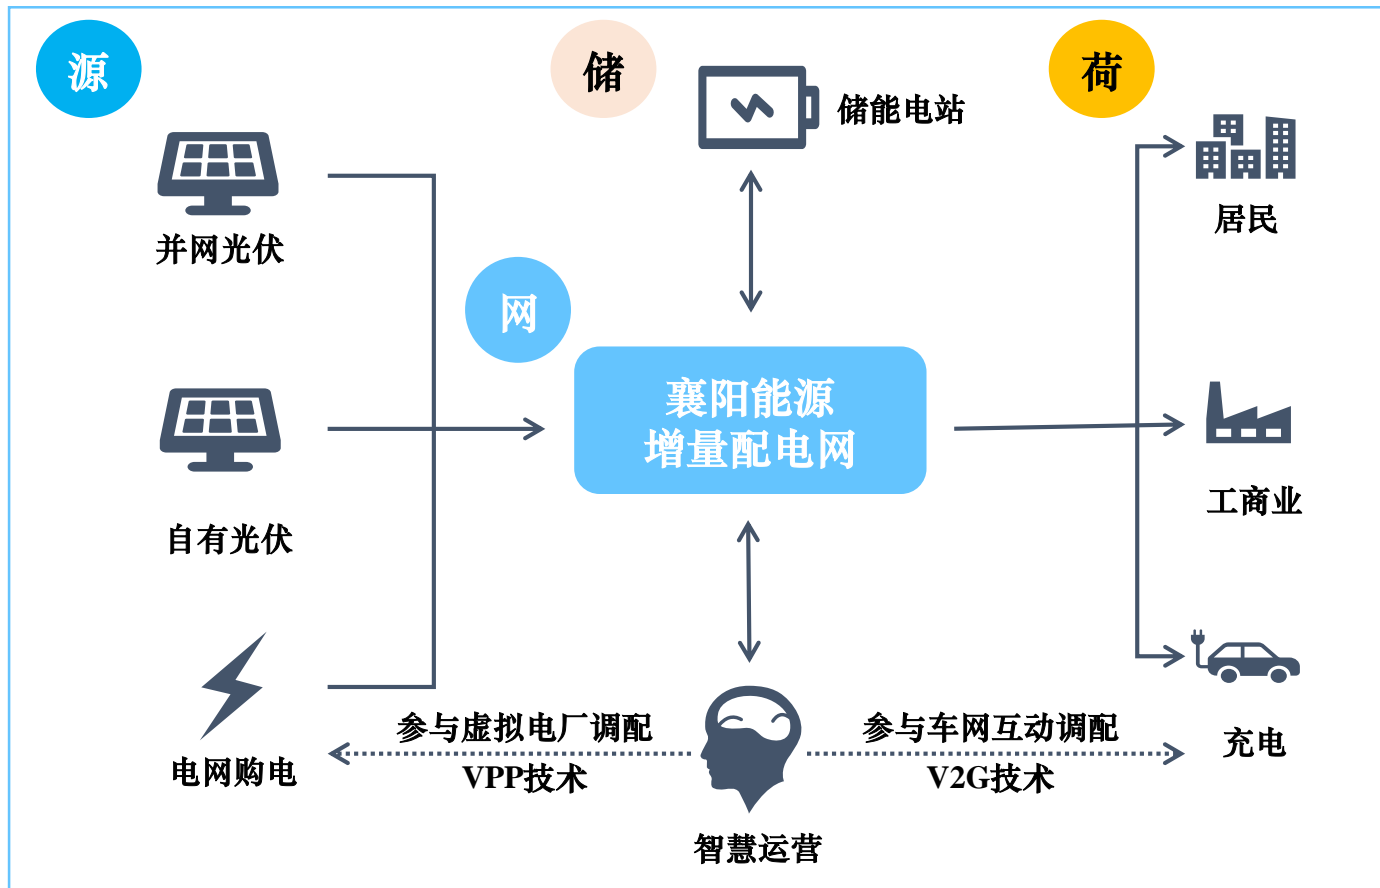 源
储
荷
储能电站
并网光伏
居民
网
襄阳能源
增量配电网
自有光伏
工商业
电网购电
参与虚拟电厂调配
VPP技术
参与车网互动调配
V2G技术
充电
智慧运营